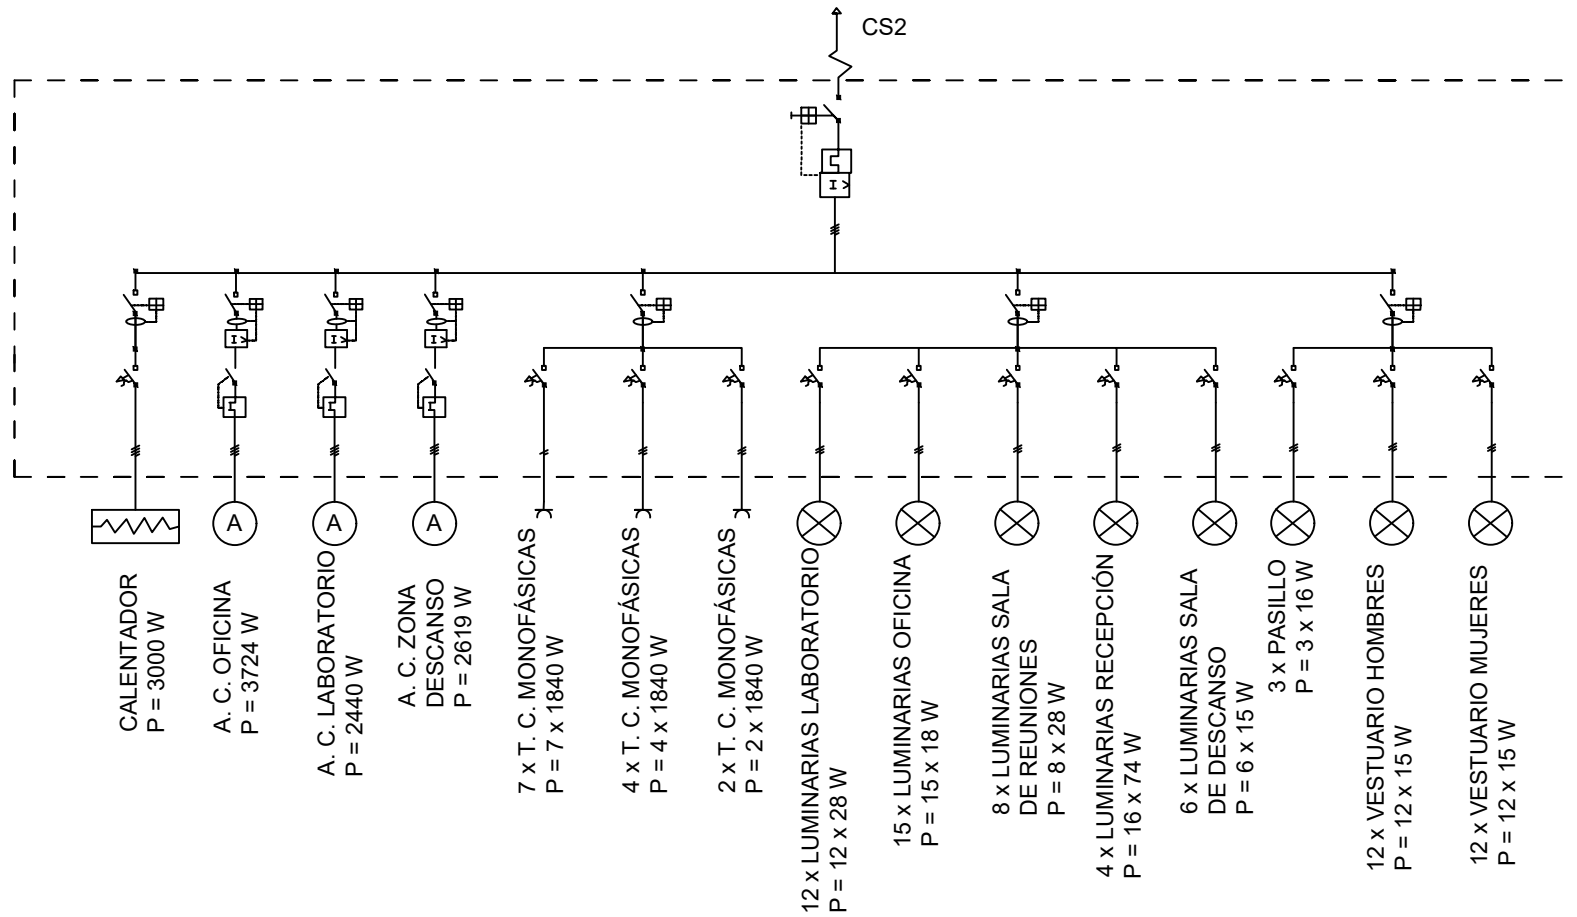 CS2
I >
I >
I >
I >
A
A
A
CALENTADOR
P = 3000 W
A. C. OFICINA
P = 3724 W
A. C. LABORATORIO
P = 2440 W
A. C. ZONA
DESCANSO
P = 2619 W
7 x T. C. MONOFÁSICAS
P = 7 x 1840 W
4 x T. C. MONOFÁSICAS
P = 4 x 1840 W
2 x T. C. MONOFÁSICAS
P = 2 x 1840 W
12 x LUMINARIAS LABORATORIO
P = 12 x 28 W
15 x LUMINARIAS OFICINA
P = 15 x 18 W
8 x LUMINARIAS SALA
DE REUNIONES
P = 8 x 28 W
4 x LUMINARIAS RECEPCIÓN
P = 16 x 74 W
6 x LUMINARIAS SALA
DE DESCANSO
P = 6 x 15 W
3 x PASILLO
P = 3 x 16 W
12 x VESTUARIO HOMBRES
P = 12 x 15 W
12 x VESTUARIO MUJERES
P = 12 x 15 W